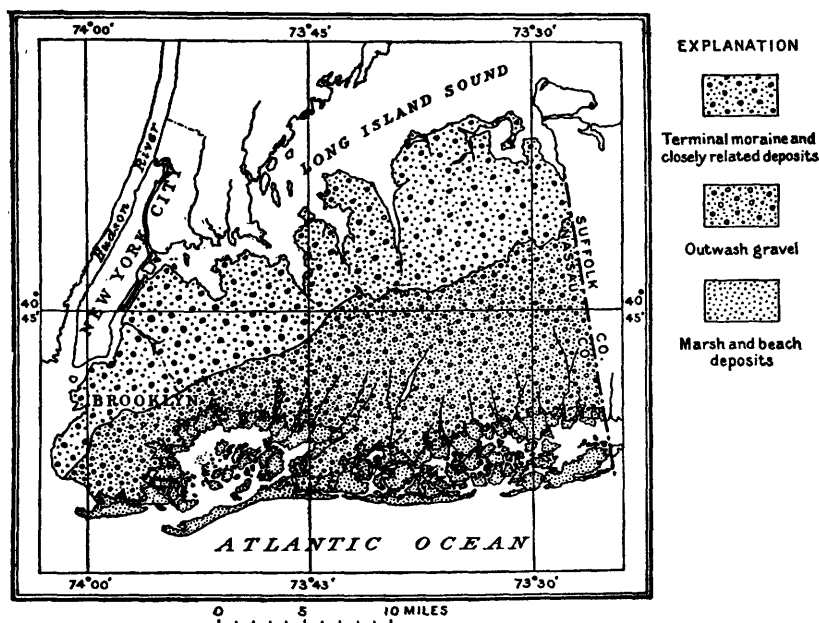 74°00'
73°45'
73°30'
EXPLANATION
Terminal moraine and
closely related deposits
Outwash gravel
Marsh and beach
deposits
LONG ISLAND SOUND
Hudson River
NEW YORK CITY
SUFFOLK CO.
NASSAU CO.
40°
45'
40°
45'
BROOKLYN
ATLANTIC OCEAN
74°00'
73°43'
73°30'
0 5 10 MILES